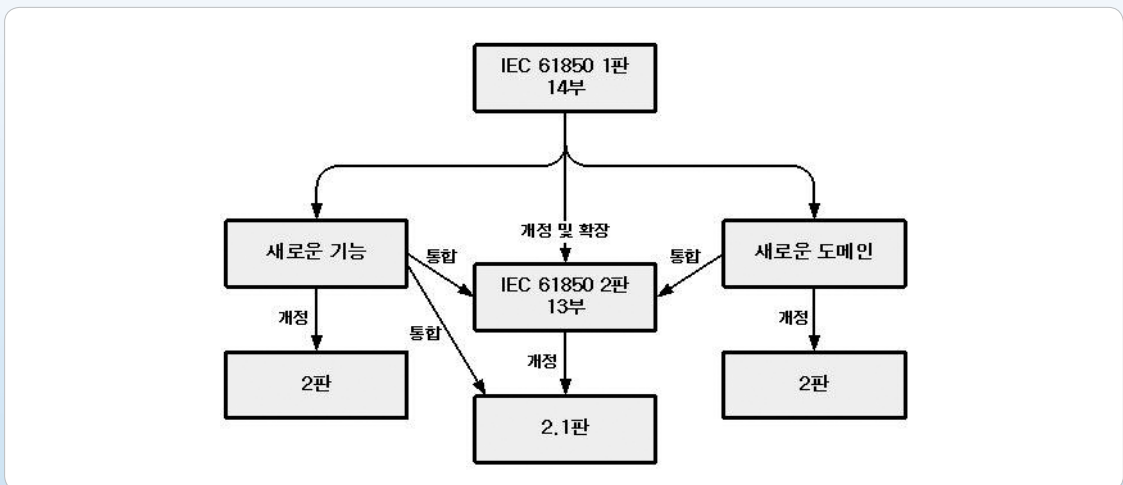 IEC 61850 1판
14부
개정 및 확장
새로운 기능
통합
통합
새로운 도메인
IEC 61850 2판
13부
개정
통합
개정
개정
2판
2판
2.1판